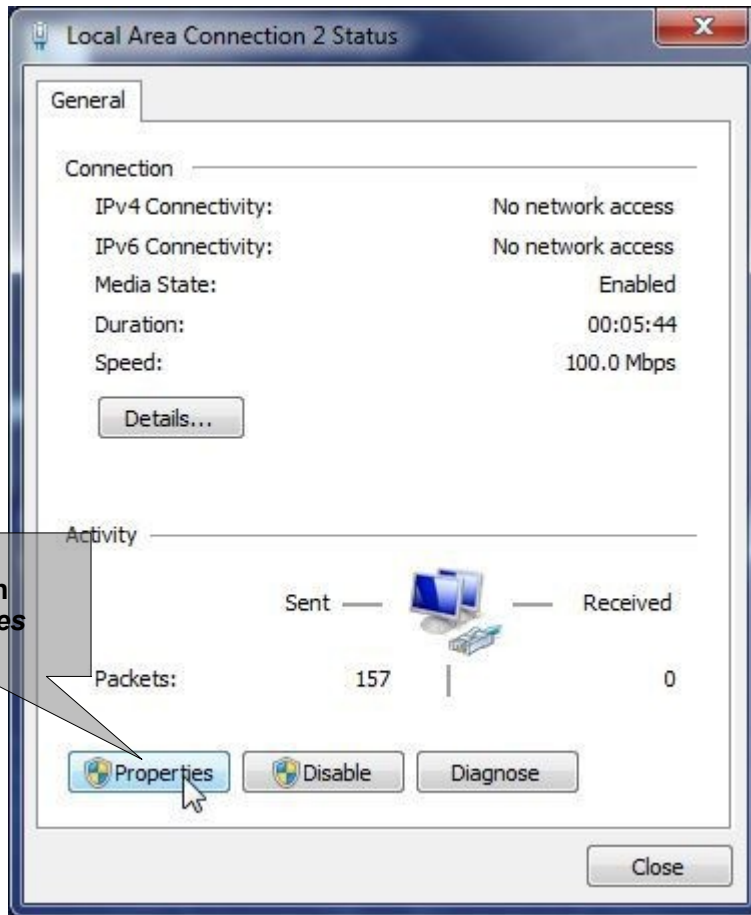 Local Area Connection 2 Status
General
Connection
IPv4 Connectivity: No network access
IPv6 Connectivity: No network access
Media State: Enabled
Duration: 00:05:44
Speed: 100.0 Mbps
Details...
Activity
Sent Received
Packets: 157 0
Properties Disable Diagnose
Close